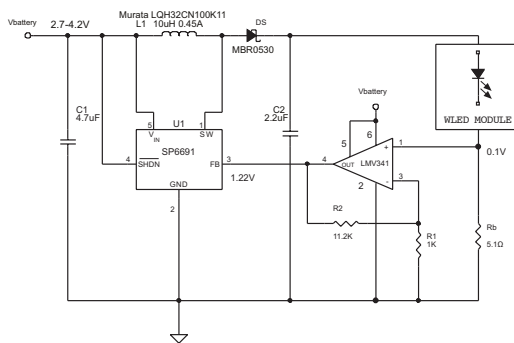 Murata LQH32CN100K11
Vbattery
2.7-4.2V
L1 10uH 0.45A
DS
MBR0530
C1
4.7uF
U1
5
1
V IN
SW
SP6691
4
SHDN
FB
3
GND
2
1.22V
C2
2.2uF
Vbattery
5
6
4
OUT
LMV341
+
-
2
1
3
WLED MODULE
0.1V
R2
11.2K
R1
1K
Rb
5.1Ω